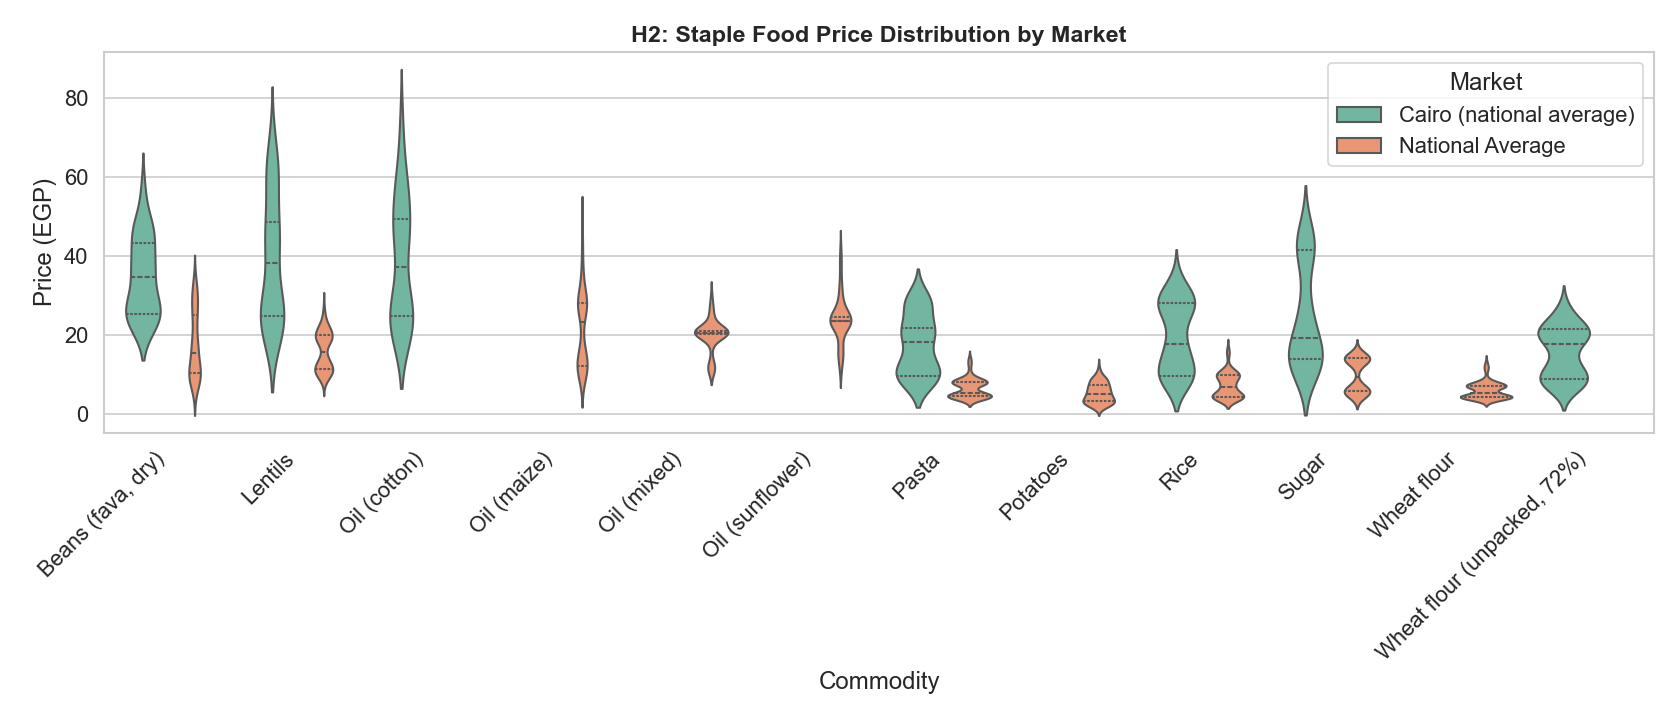 H2: Staple Food Price Distribution by Market
Market
Cairo (national average)
National Average
Price (EGP)
80
60
40
20
0
Beans (fava, dry)
Lentils
Oil (cotton)
Oil (maize)
Oil (mixed)
Oil (sunflower)
Pasta
Potatoes
Rice
Sugar
Wheat flour
Wheat flour (unpacked, 72%)
Commodity